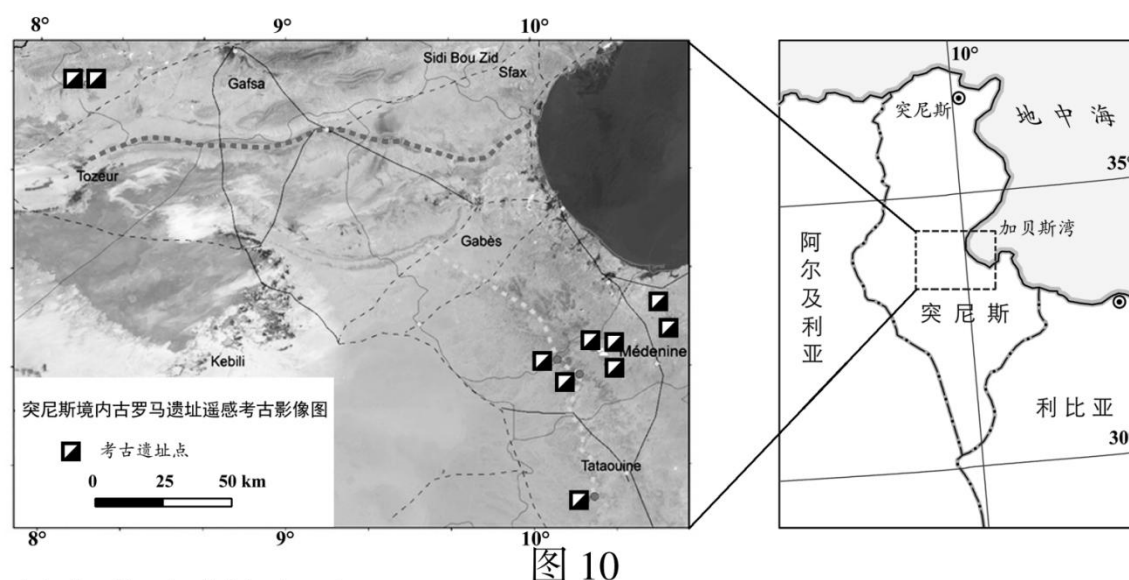 8°
9°
10°
Sidi Bou Zid
Sfax
Gafsa
Tozeur
Gabès
Médenine
Kebili
Tataouine
突尼斯境内古罗马遗址遥感考古影像图
考古遗址点
0 25 50 km
8°
9°
10°
10°
突尼斯
地中海
35°
加贝斯湾
阿尔及利亚
突尼斯
利比亚
30°
图 10